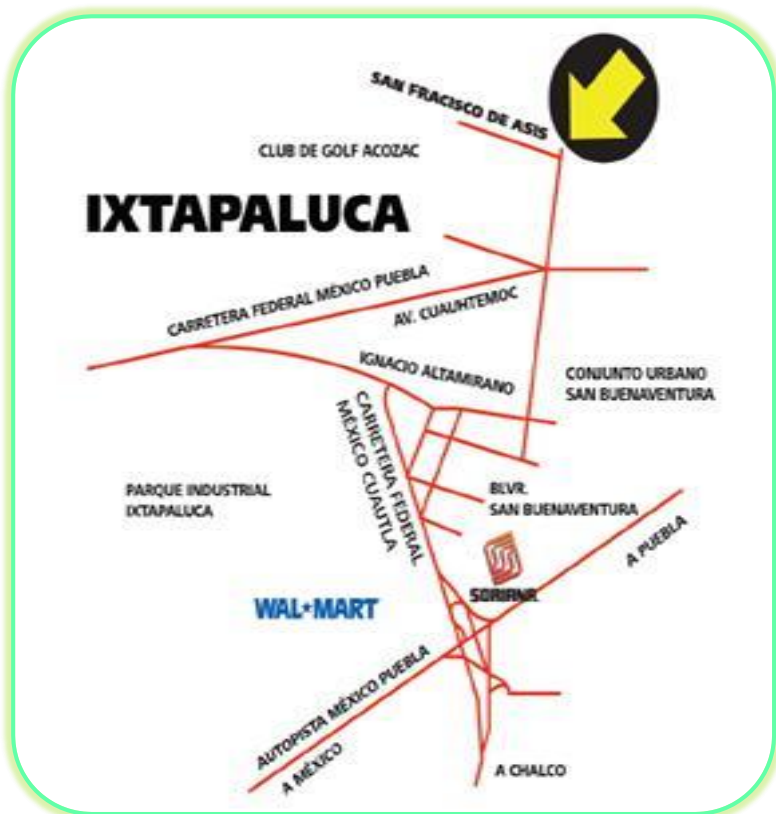 SAN FRACISCO DE ASIS
CLUB DE GOLF ACOZAC
IXTAPALUCA
CARRETERA FEDERAL MÉXICO PUEBLA
AV. CUAUHTEMOC
IGNACIO ALTAMIRANO
CONJUNTO URBANO
SAN BUENAVENTURA
CARRETERA FEDERAL
MÉXICO CUAUTLA
PARQUE INDUSTRIAL
IXTAPALUCA
BLVR.
SAN BUENAVENTURA
A PUEBLA
SORIANA
WAL★MART
AUTOPISTA MÉXICO PUEBLA
A MÉXICO
A CHALCO